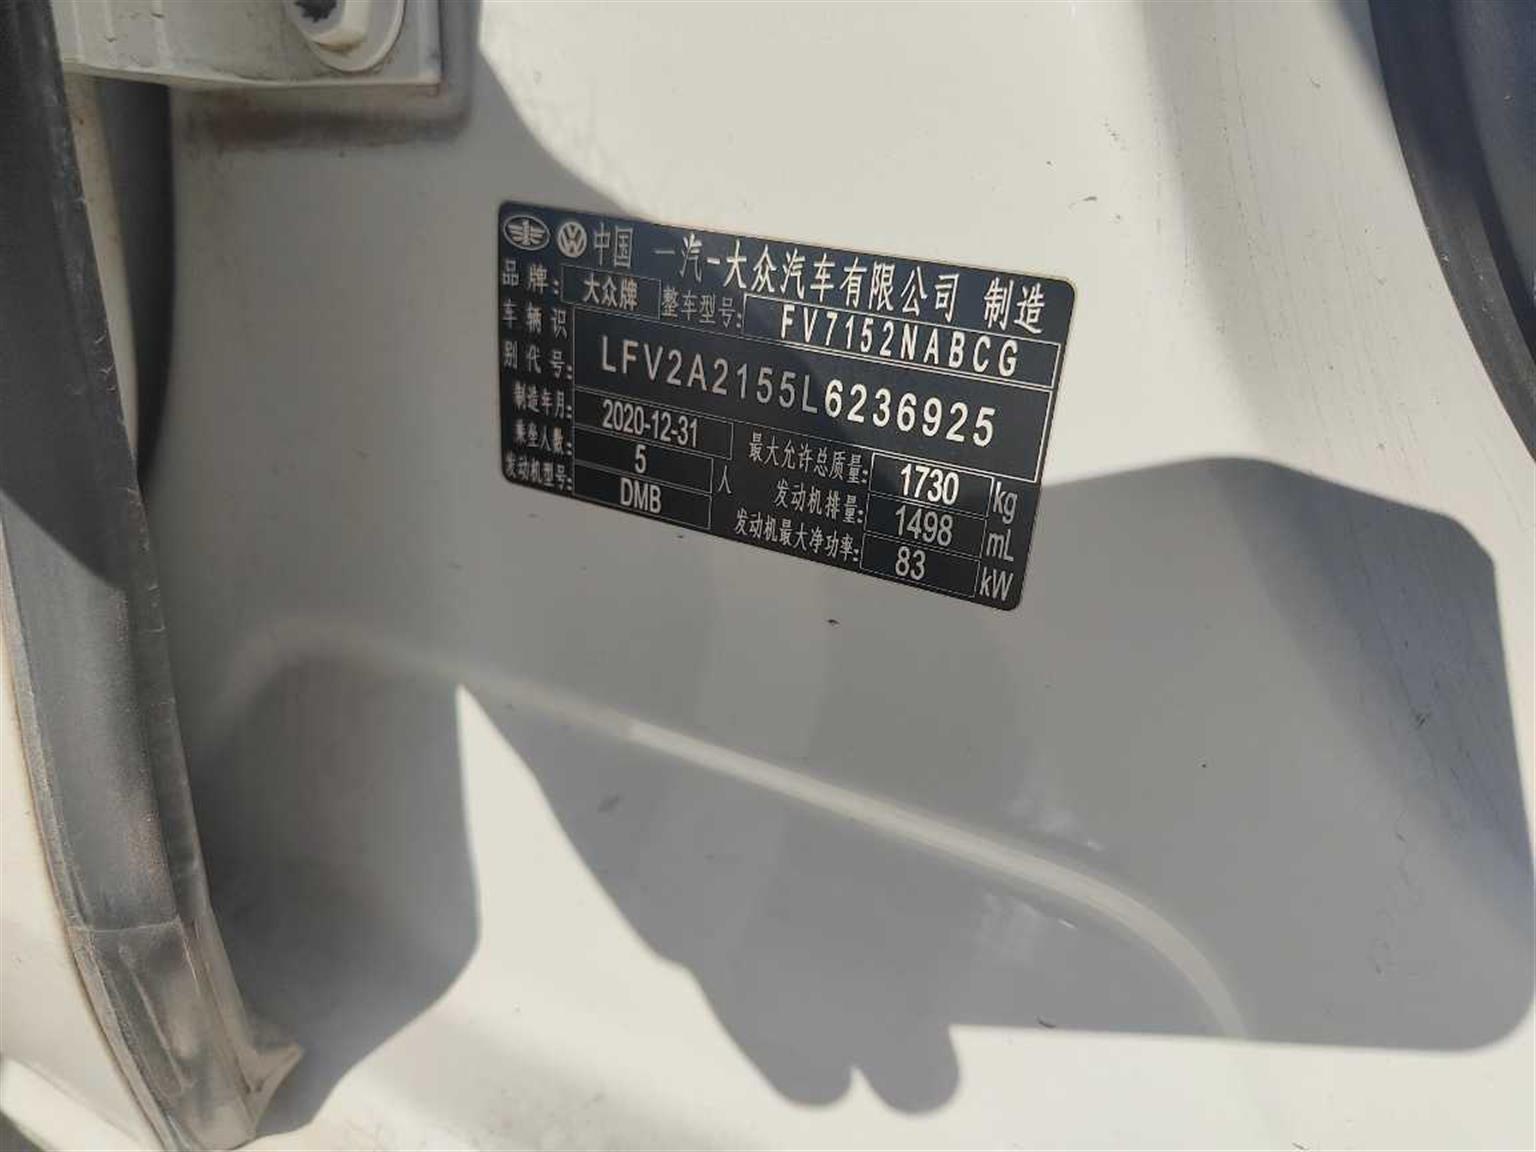 中国 一汽-大众汽车有限公司 制造
品牌: 大众牌 整车型号: FV7152NABCG
车辆识别代号: LFV2A2155L6236925
制造年月: 2020-12-31 最大允许总质量: 1730 kg
乘坐人数: 5 人 发动机排量: 1498 mL
发动机型号: DMB 发动机最大净功率: 83 kW